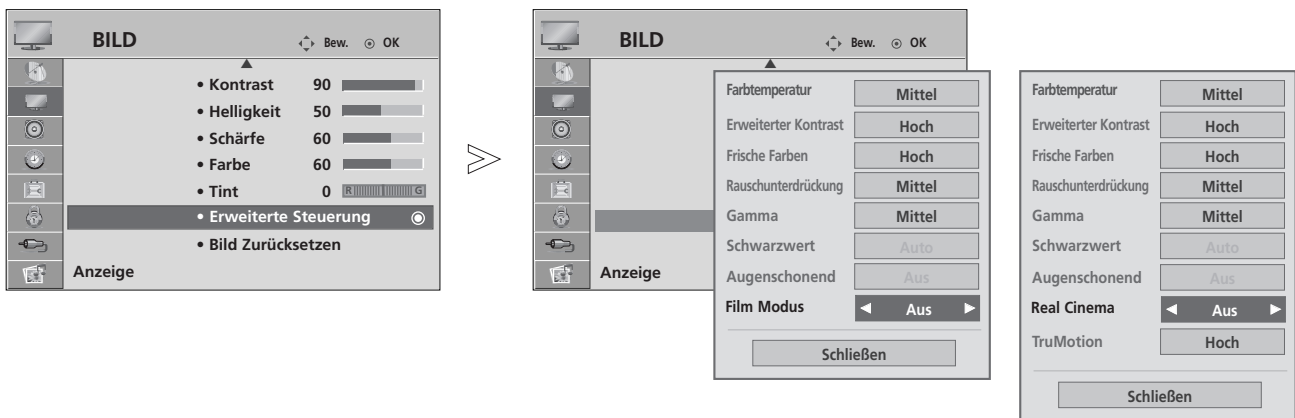 BILD
Bew. OK
• Kontrast 90
• Helligkeit 50
• Schärfe 60
• Farbe 60
• Tint 0 R G
• Erweiterte Steuerung
• Bild Zurücksetzen
Anzeige
BILD
Bew. OK
Anzeige
Farbtemperatur Mittel
Erweiterter Kontrast Hoch
Frische Farben Hoch
Rauschunterdrückung Mittel
Gamma Mittel
Schwarzwert Auto
Augenschonend Aus
Film Modus Aus
Schließen
Farbtemperatur Mittel
Erweiterter Kontrast Hoch
Frische Farben Hoch
Rauschunterdrückung Mittel
Gamma Mittel
Schwarzwert Auto
Augenschonend Aus
Real Cinema Aus
TruMotion Hoch
Schließen